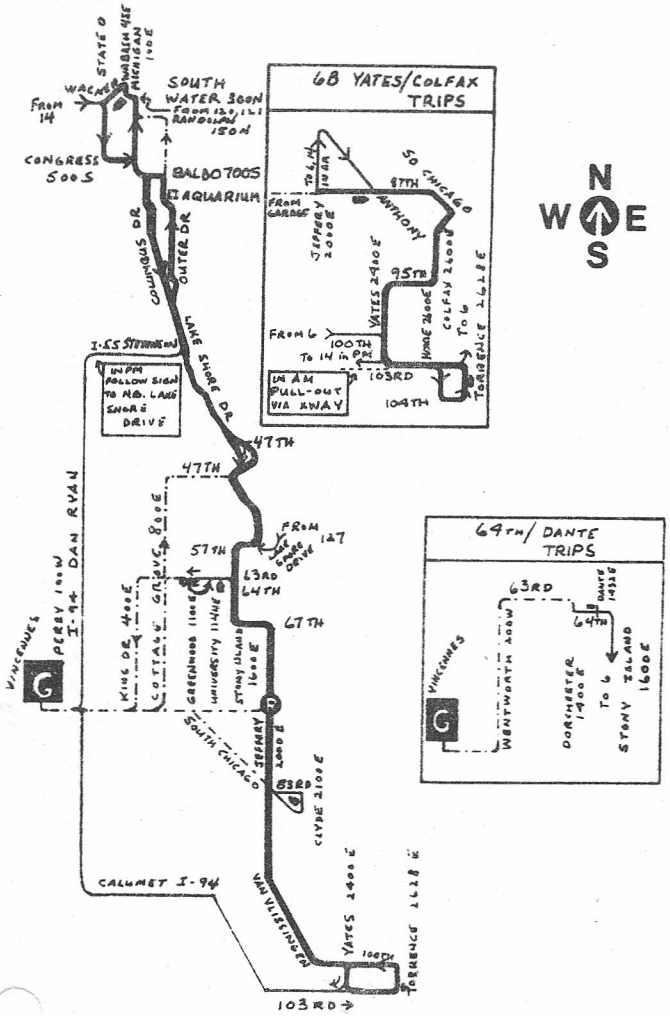 STATE 0
WABASH 45E
MICHIGAN
100E
WACKER
FROM
14
SOUTH
WATER 300N
FROM 120, 121
RANDOLPH
150N
CONGRESS
500S
BALBO 700S
AQUARIUM
COLUMBUS DR
OUTER DR
LAKE SHORE DR
I-55 STEVENSON
IN PM
FOLLOW SIGN
TO N.B. LAKE
SHORE
DRIVE
47TH
47TH
FROM
127
LAKE
SHORE
DRIVE
57TH
63RD
64TH
67TH
I-94 DAN RYAN
PERRY 100W
VINCENNES
G
KING DR 400E
COTTAGE GROVE 800E
GREENWOOD 1100E
UNIVERSITY 1144E
STONY ISLAND
1600E
SOUTH CHICAGO
JEFFERY
2000E
83RD
CLYDE 2100E
VAN VLISSINGEN
CALUMET I-94
YATES 2400E
100TH
TORRENCE 2628 E
103RD →
6B YATES/COLFAX
TRIPS
TO 6, 14
IN AM
FROM
GARAGE
JEFFERY
2000E
87TH
ANTHONY
SO CHICAGO
95TH
YATES 2400E
HOXIE 2600E
COLFAX 2600E
FROM 6
100TH
TO 14 in PM
103RD
104TH
TO 6
TORRENCE 2628E
IN AM
PULL-OUT
VIA XWAY
N
W E
S
64TH/DANTE
TRIPS
63RD
DANTE
1432E
64TH
WENTWORTH 200W
VINCENNES
G
DORCHESTER
1400E
TO 6
STONY ISLAND
1600E